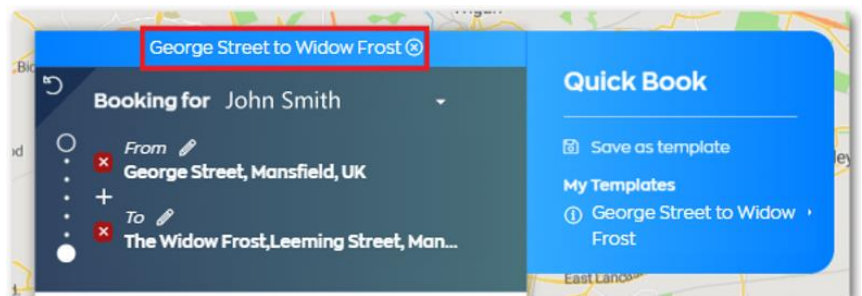 George Street to Widow Frost
Booking for John Smith
From
George Street, Mansfield, UK
To
The Widow Frost,Leeming Street, Man...
Quick Book
Save as template
My Templates
George Street to Widow
Frost